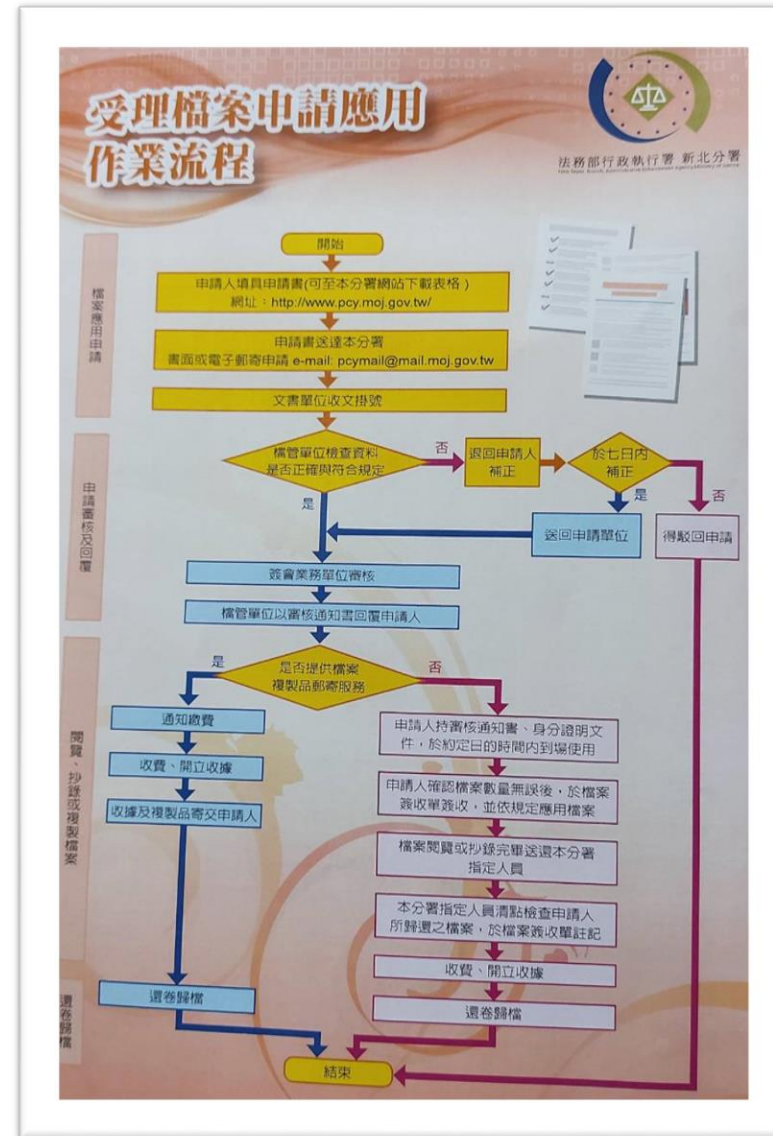 受理檔案申請應用
作業流程
法務部行政執行署 新北分署
檔案應用申請
開始
申請人填具申請書(可至本分署網站下載表格)
網址：http://www.pcy.moj.gov.tw/
申請書送達本分署
書面或電子郵寄申請 e-mail: pcymail@mail.moj.gov.tw
文書單位收文掛號
申請審核及回覆
檔管單位檢查資料
是否正確與符合規定
否
退回申請人
補正
於七日內
補正
是
是
否
送回申請單位
得駁回申請
簽會業務單位審核
檔管單位以審核通知書回覆申請人
閱覽、抄錄或複製檔案
是否提供檔案
複製品郵寄服務
是
否
通知繳費
收費、開立收據
收據及複製品寄交申請人
申請人持審核通知書、身分證明文
件，於約定日的時間內到場使用
申請人確認檔案數量無誤後，於檔案
簽收單簽收，並依規定應用檔案
檔案閱覽或抄錄完畢送還本分署
指定人員
本分署指定人員清點檢查申請人
所歸還之檔案，於檔案簽收單註記
收費、開立收據
還卷歸檔
還卷歸檔
還卷歸檔
結束